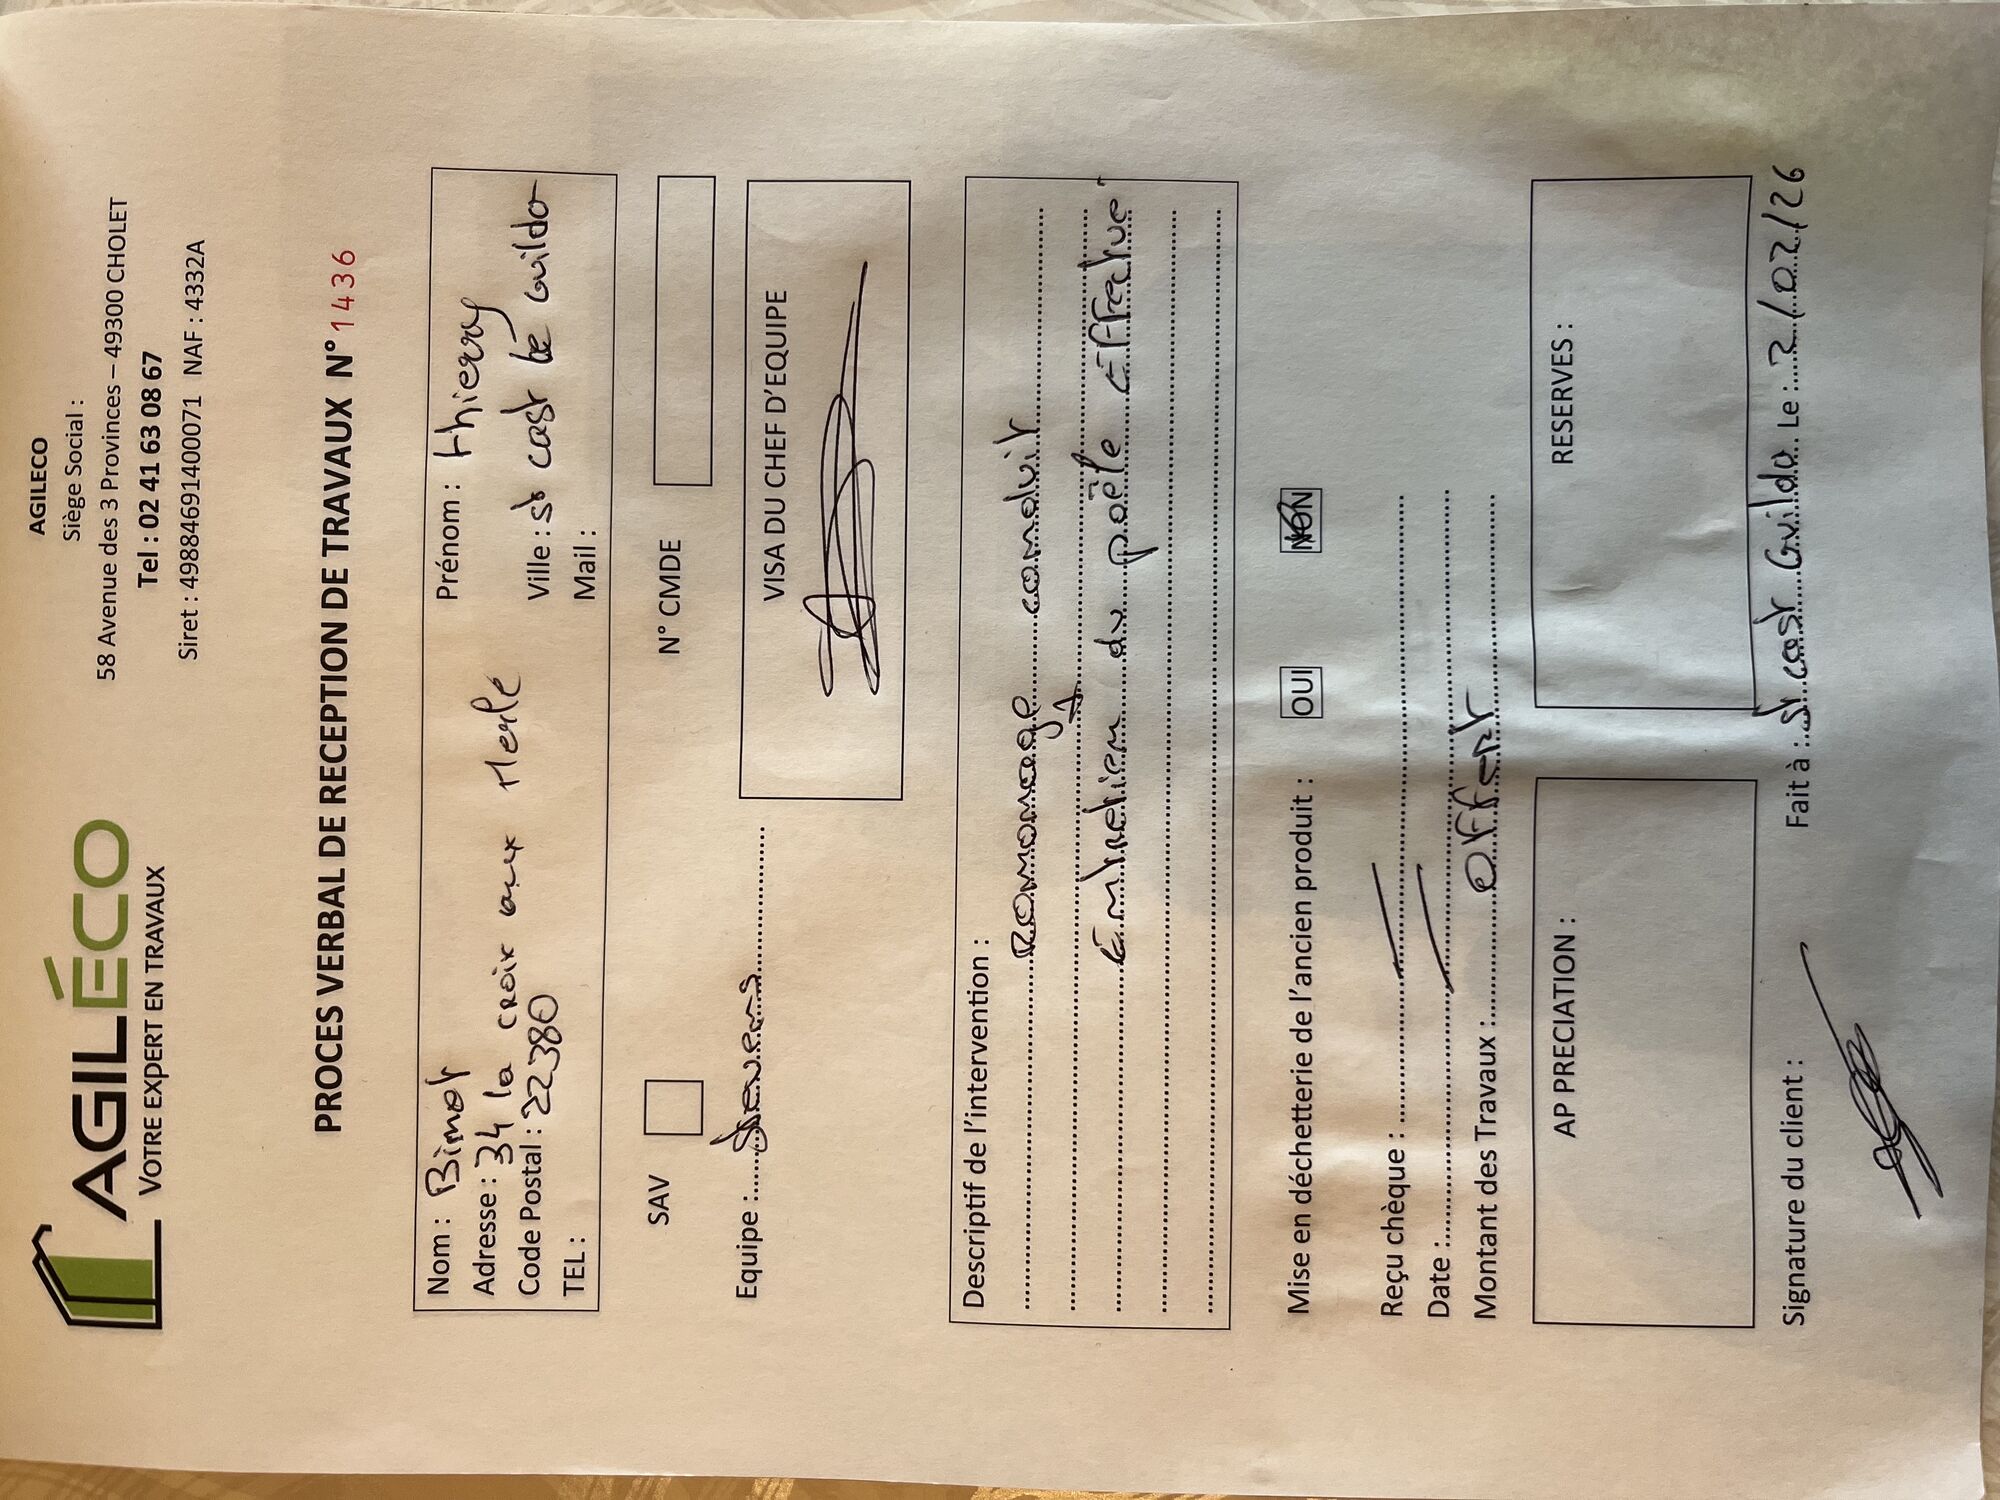 AGILÉCO
VOTRE EXPERT EN TRAVAUX
AGILECO
Siège Social :
58 Avenue des 3 Provinces – 49300 CHOLET
Tel : 02 41 63 08 67
Siret : 49884691400071 NAF : 4332A
PROCES VERBAL DE RECEPTION DE TRAVAUX N° 1436
Nom : Bimot Prénom : thierry
Adresse : 34 la croix aux Merle
Code Postal : 22380 Ville : St cast le Guildo
TEL : Mail :
SAV N° CMDE
Equipe :
VISA DU CHEF D'EQUIPE
Descriptif de l'intervention :
Ramonage conduit
&
Entretien du poêle Effectué
Mise en déchetterie de l'ancien produit : OUI NON
Reçu chèque :
Date :
Montant des Travaux : offert
AP PRECIATION :
RESERVES :
Signature du client :
Fait à : St cast Guildo Le : 2/02/26